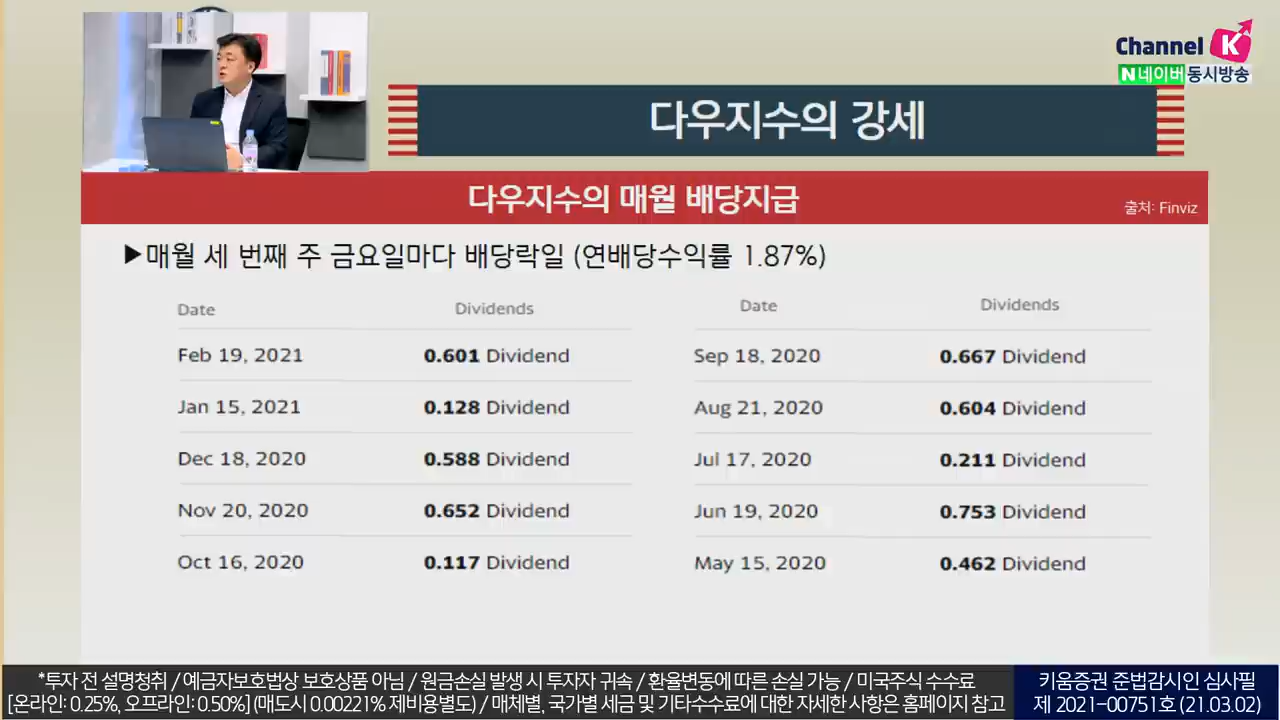 Channel K
N네이버동시방송
다우지수의 강세
다우지수의 매월 배당지급
출처: Finviz
▶매월 세 번째 주 금요일마다 배당락일 (연배당수익률 1.87%)
Date Dividends Date Dividends
Feb 19, 2021 0.601 Dividend Sep 18, 2020 0.667 Dividend
Jan 15, 2021 0.128 Dividend Aug 21, 2020 0.604 Dividend
Dec 18, 2020 0.588 Dividend Jul 17, 2020 0.211 Dividend
Nov 20, 2020 0.652 Dividend Jun 19, 2020 0.753 Dividend
Oct 16, 2020 0.117 Dividend May 15, 2020 0.462 Dividend
*투자 전 설명청취 / 예금자보호법상 보호상품 아님 / 원금손실 발생 시 투자자 귀속 / 환율변동에 따른 손실 가능 / 미국주식 수수료
[온라인: 0.25%, 오프라인: 0.50%] (매도시 0.00221% 제비용별도) / 매체별, 국가별 세금 및 기타수수료에 대한 자세한 사항은 홈페이지 참고
키움증권 준법감시인 심사필
제 2021-00751호 (21.03.02)